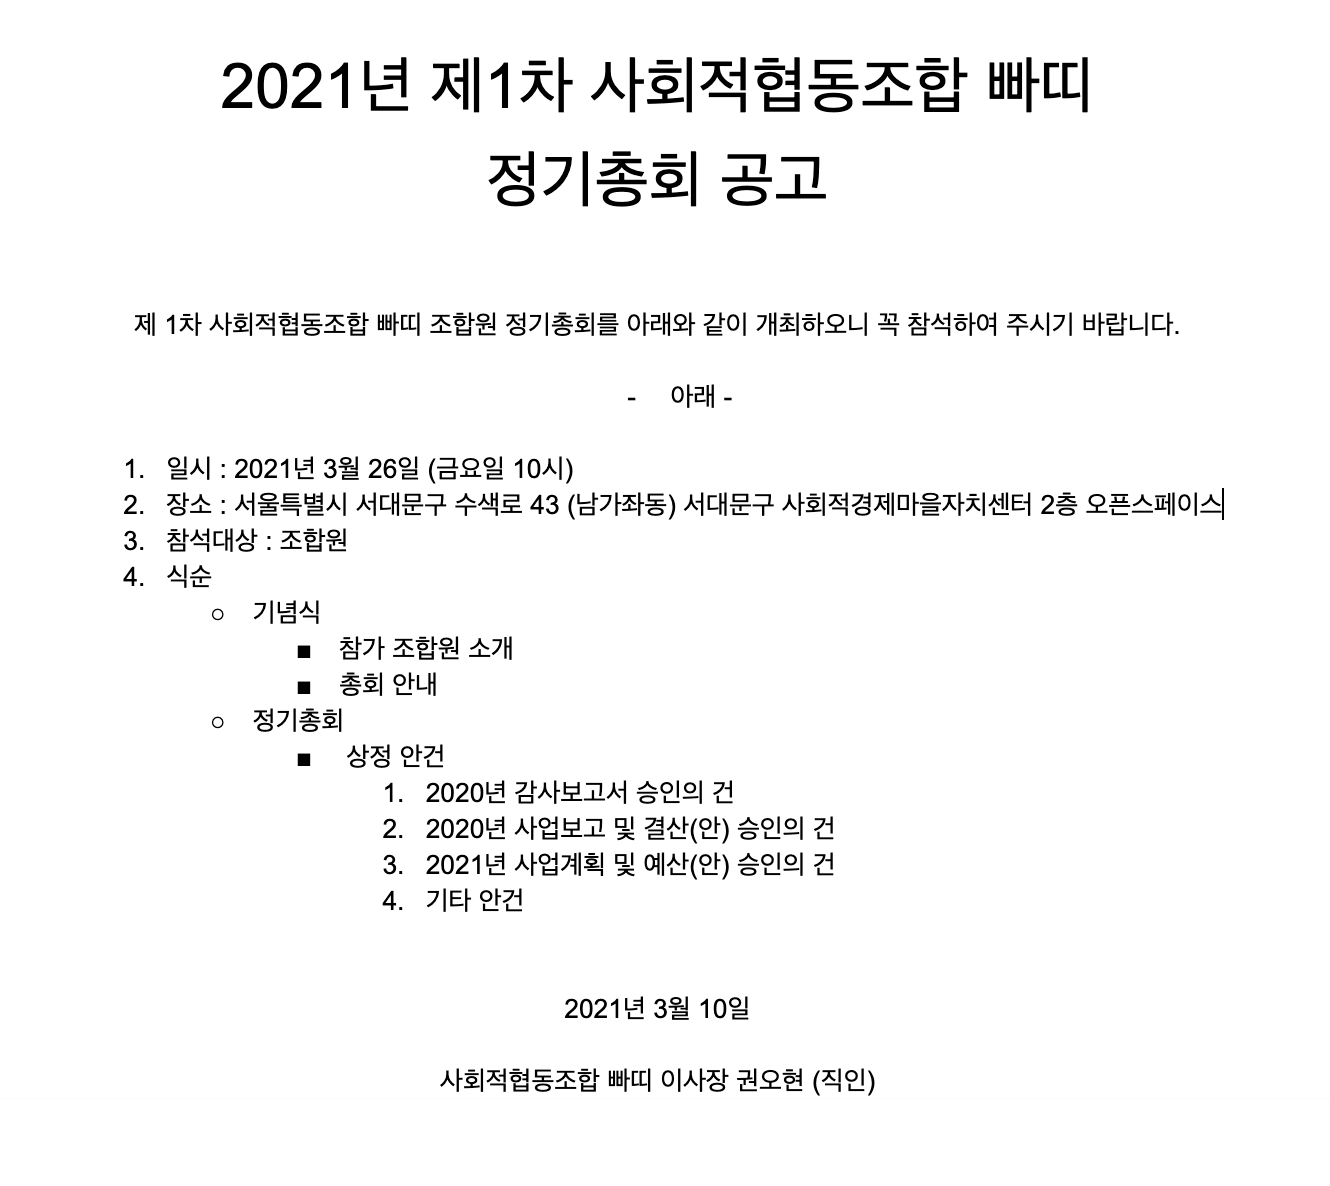 2021년 제1차 사회적협동조합 빠띠
정기총회 공고
제 1차 사회적협동조합 빠띠 조합원 정기총회를 아래와 같이 개최하오니 꼭 참석하여 주시기 바랍니다.
- 아래 -
1. 일시 : 2021년 3월 26일 (금요일 10시)
2. 장소 : 서울특별시 서대문구 수색로 43 (남가좌동) 서대문구 사회적경제마을자치센터 2층 오픈스페이스
3. 참석대상 : 조합원
4. 식순
○ 기념식
■ 참가 조합원 소개
■ 총회 안내
○ 정기총회
■ 상정 안건
1. 2020년 감사보고서 승인의 건
2. 2020년 사업보고 및 결산(안) 승인의 건
3. 2021년 사업계획 및 예산(안) 승인의 건
4. 기타 안건
2021년 3월 10일
사회적협동조합 빠띠 이사장 권오현 (직인)